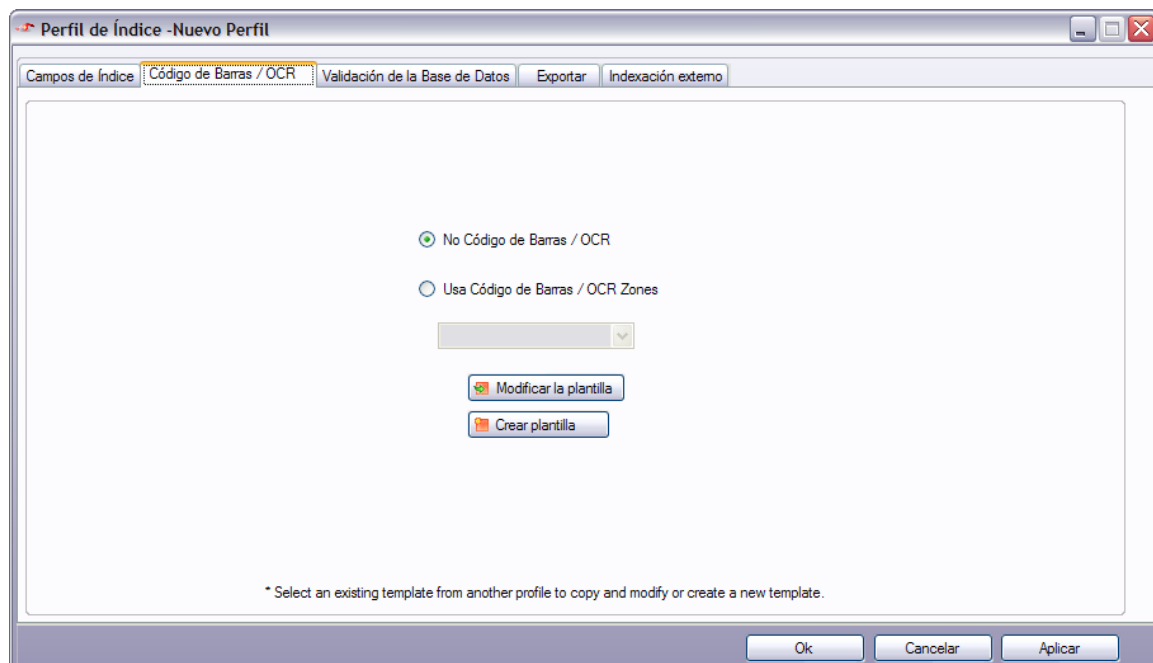 Perfil de Índice -Nuevo Perfil
Campos de Índice Código de Barras / OCR Validación de la Base de Datos Exportar Indexación externo
No Código de Barras / OCR
Usa Código de Barras / OCR Zones
Modificar la plantilla
Crear plantilla
* Select an existing template from another profile to copy and modify or create a new template.
Ok Cancelar Aplicar